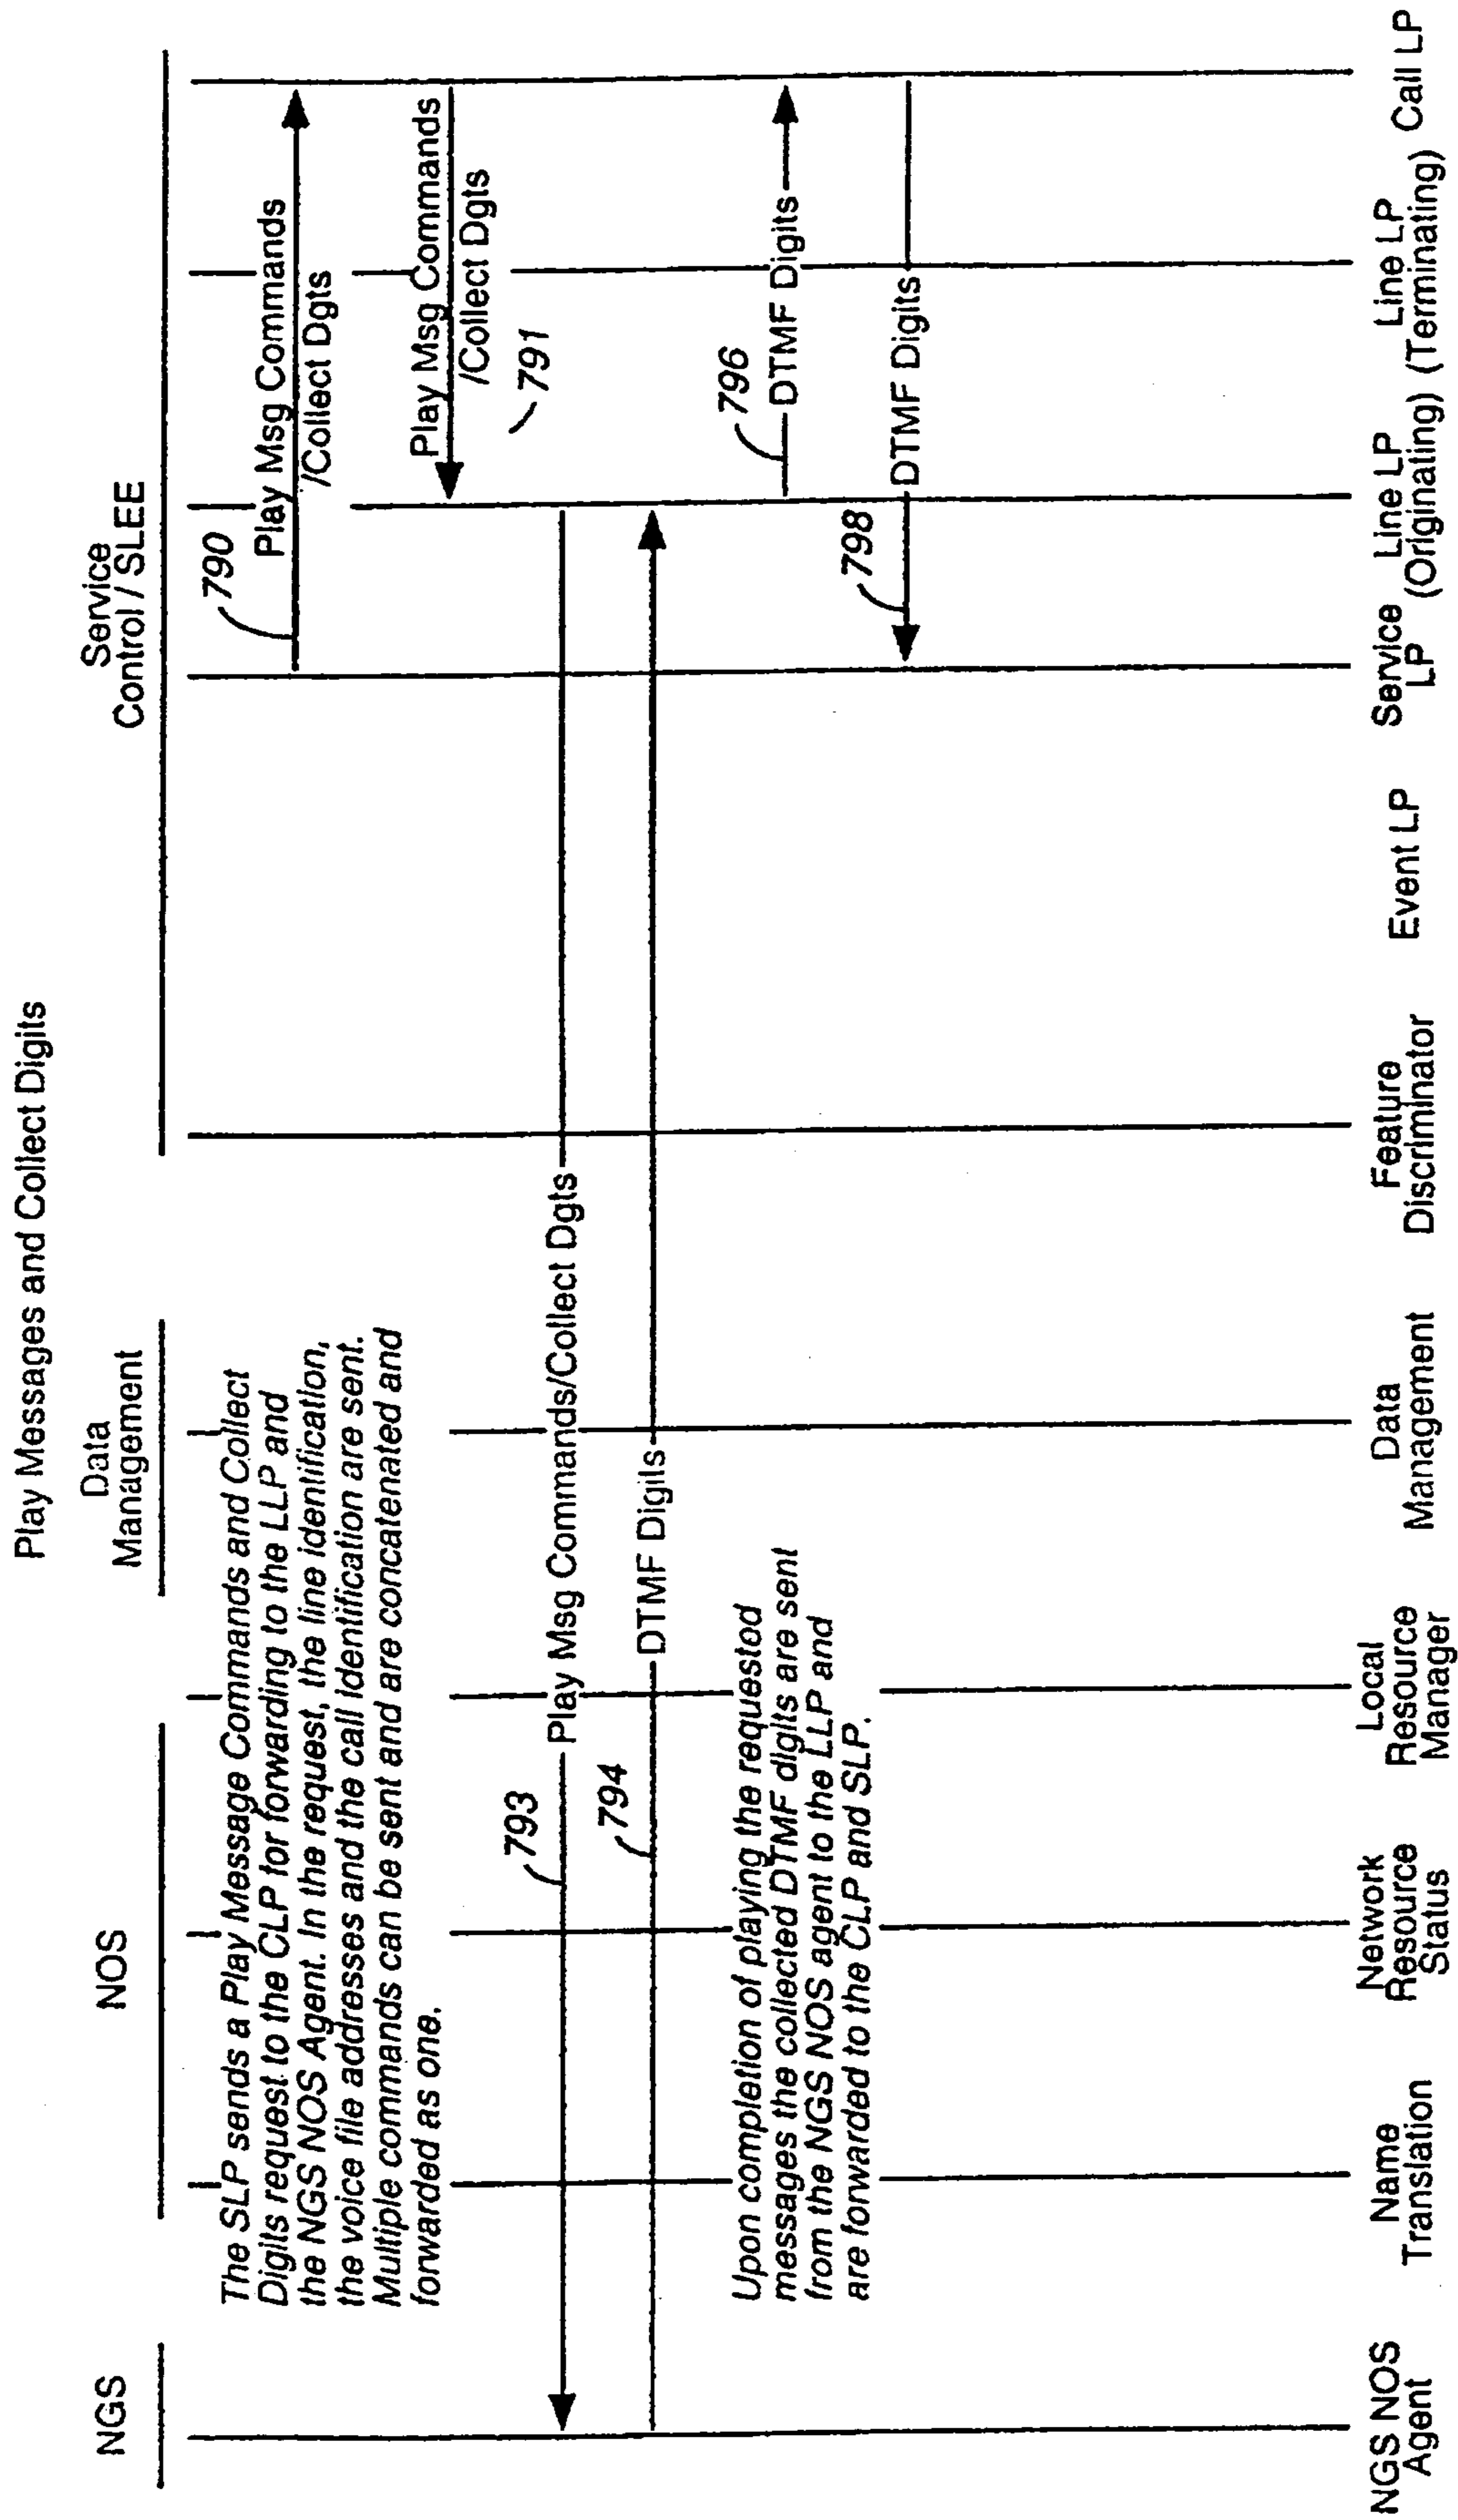 Play Messages and Collect Digits
NGS
NOS
Data
Management
Service
Control / SLEE
The SLP sends a Play Message Commands and Collect
Digits request to the CLP for forwarding to the LLP and
the NGS NOS Agent. In the request, the line identification,
the voice file addresses and the call identification are sent.
Multiple commands can be sent and are concatenated and
forwarded as one.
790
Play Msg Commands
/Collect Dgts
Play Msg Commands
/Collect Dgts
791
793
Play Msg Commands/Collect Dgts
794
DTMF Digits
Upon completion of playing the requested
messages the collected DTMF digits are sent
from the NGS NOS agent to the LLP and
are forwarded to the CLP and SLP.
796
DTMF Digits
798
DTMF Digits
NGS NOS
Agent
Name
Translation
Network
Resource
Status
Local
Resource
Manager
Data
Management
Feature
Discriminator
Event LP
Service
LP
Line LP
(Originating)
Line LP
(Terminating)
Call LP